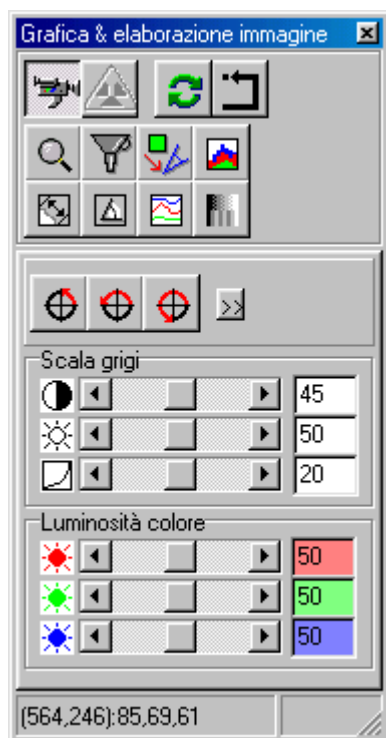 Grafica & elaborazione immagine
>>
Scala grigi
45
50
20
Luminosità colore
50
50
50
(564,246):85,69,61